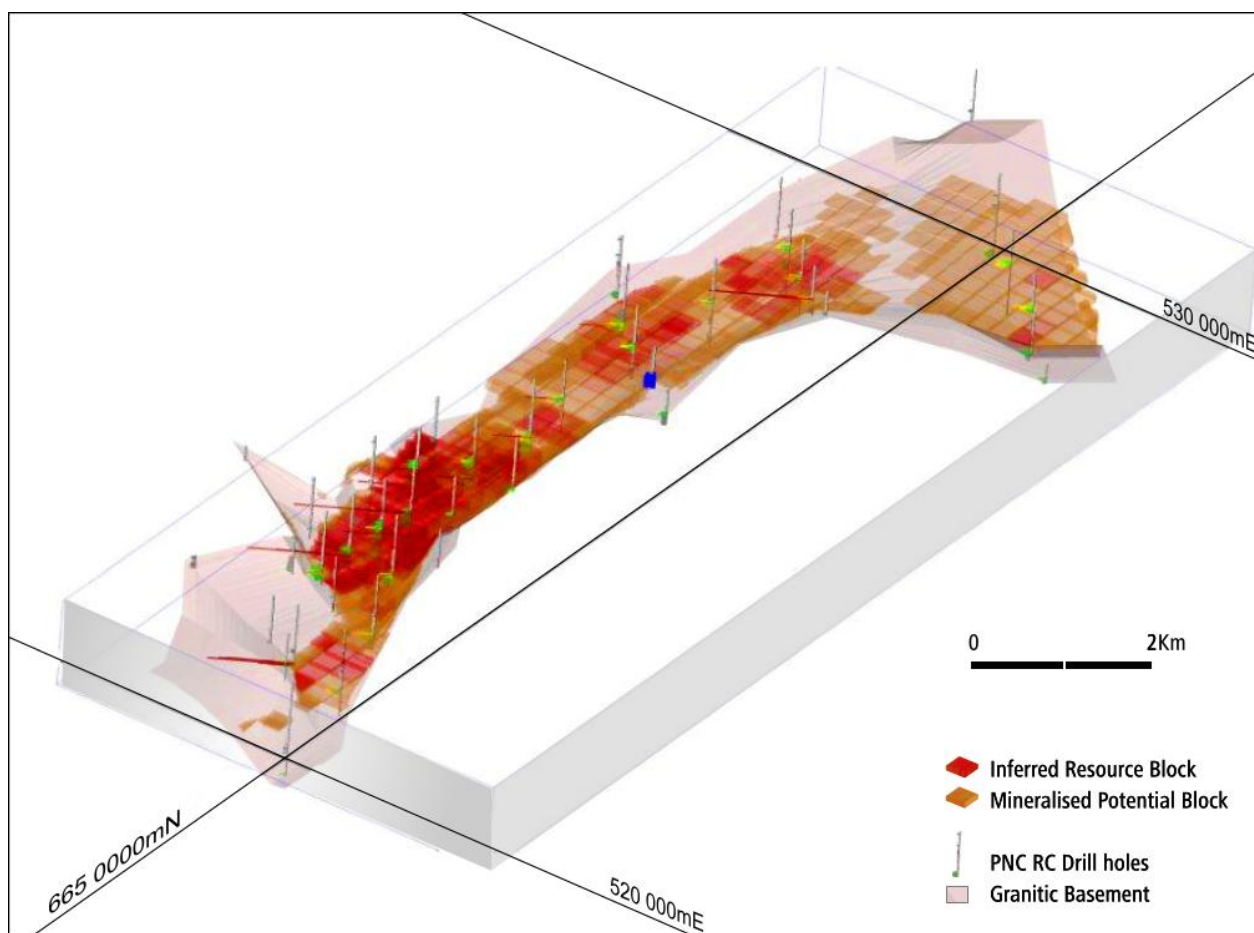 530 000mE
0 2Km
Inferred Resource Block
Mineralised Potential Block
665 0000mN
520 000mE
PNC RC Drill holes
Granitic Basement